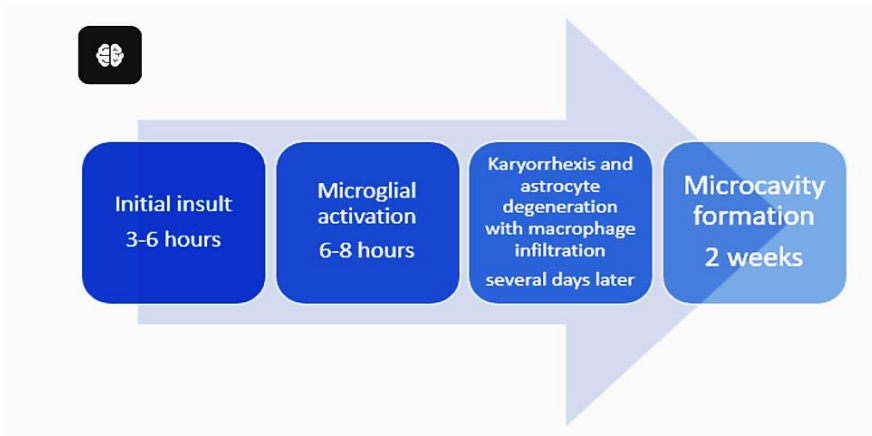 Initial insult
3-6 hours
Microglial
activation
6-8 hours
Karyorrhexis and
astrocyte
degeneration
with macrophage
infiltration
several days later
Microcavity
formation
2 weeks